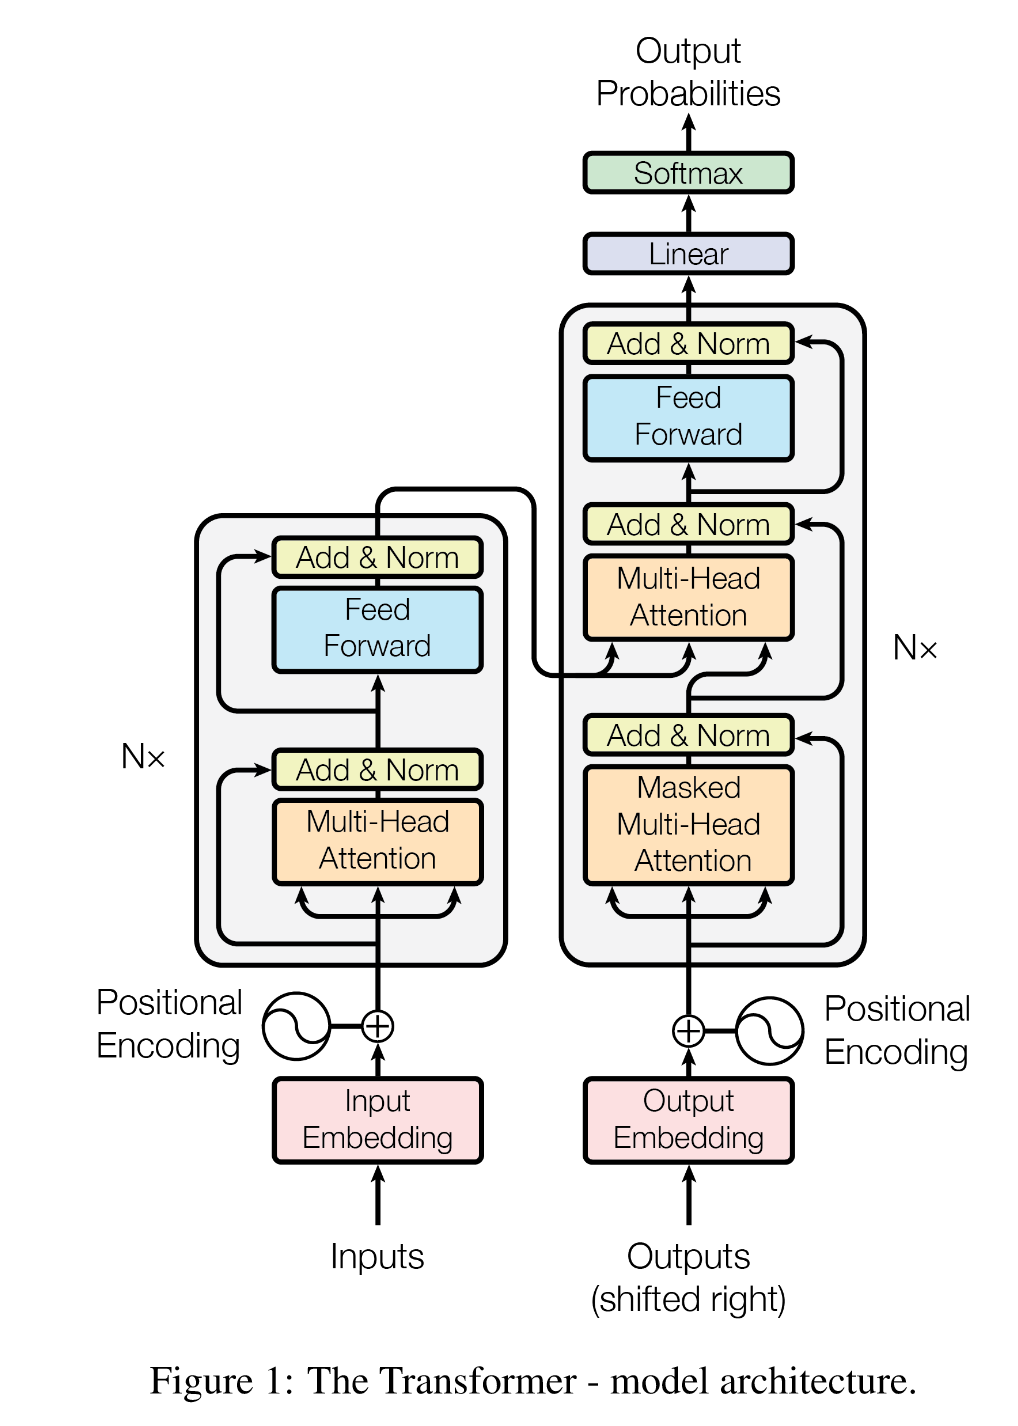 Output
Probabilities
Softmax
Linear
Add & Norm
Feed
Forward
Add & Norm
Multi-Head
Attention
Add & Norm
Masked
Multi-Head
Attention
N×
Add & Norm
Feed
Forward
Add & Norm
Multi-Head
Attention
N×
Positional
Encoding
Positional
Encoding
Input
Embedding
Output
Embedding
Inputs
Outputs
(shifted right)
Figure 1: The Transformer - model architecture.